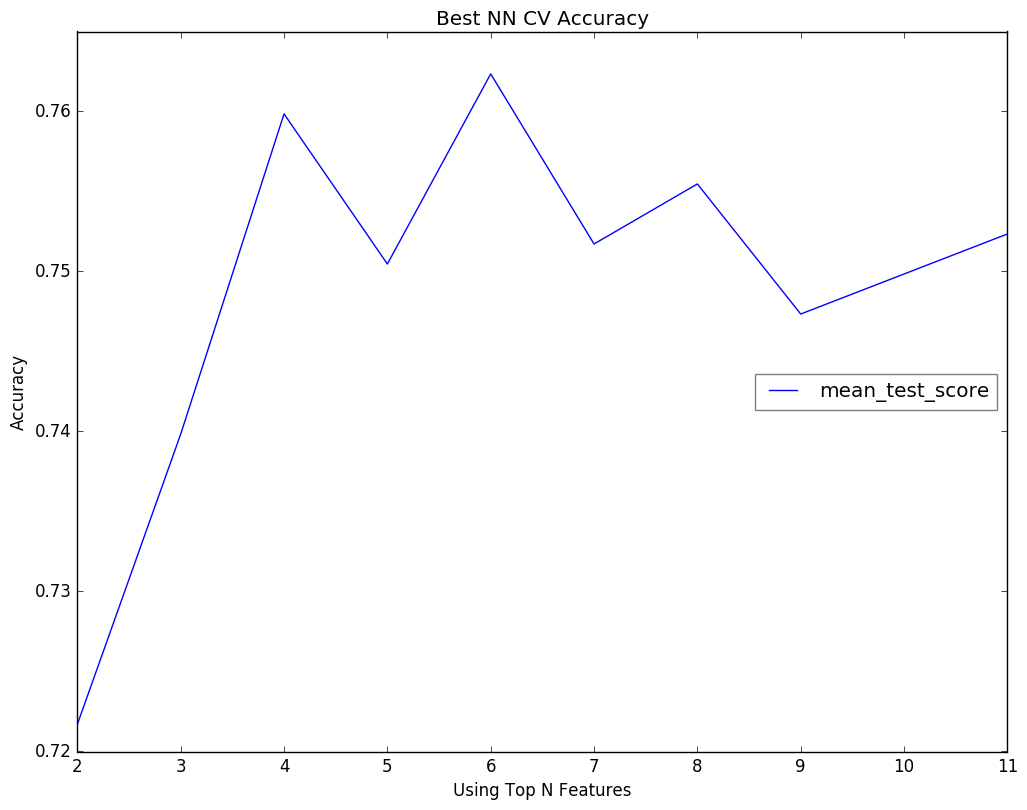 Best NN CV Accuracy
0.76
0.75
0.74
0.73
0.72
Accuracy
mean_test_score
2 3 4 5 6 7 8 9 10 11
Using Top N Features